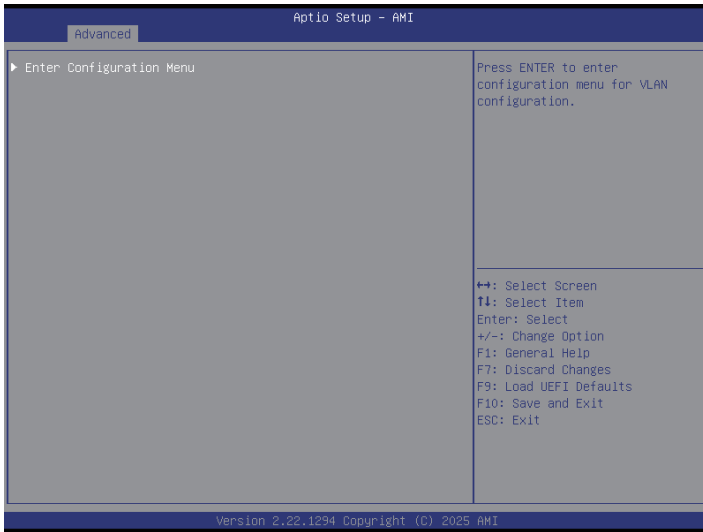 Aptio Setup – AMI
Advanced
▶ Enter Configuration Menu
Press ENTER to enter
configuration menu for VLAN
configuration.
↔: Select Screen
↑↓: Select Item
Enter: Select
+/-: Change Option
F1: General Help
F7: Discard Changes
F9: Load UEFI Defaults
F10: Save and Exit
ESC: Exit
Version 2.22.1294 Copyright (C) 2025 AMI